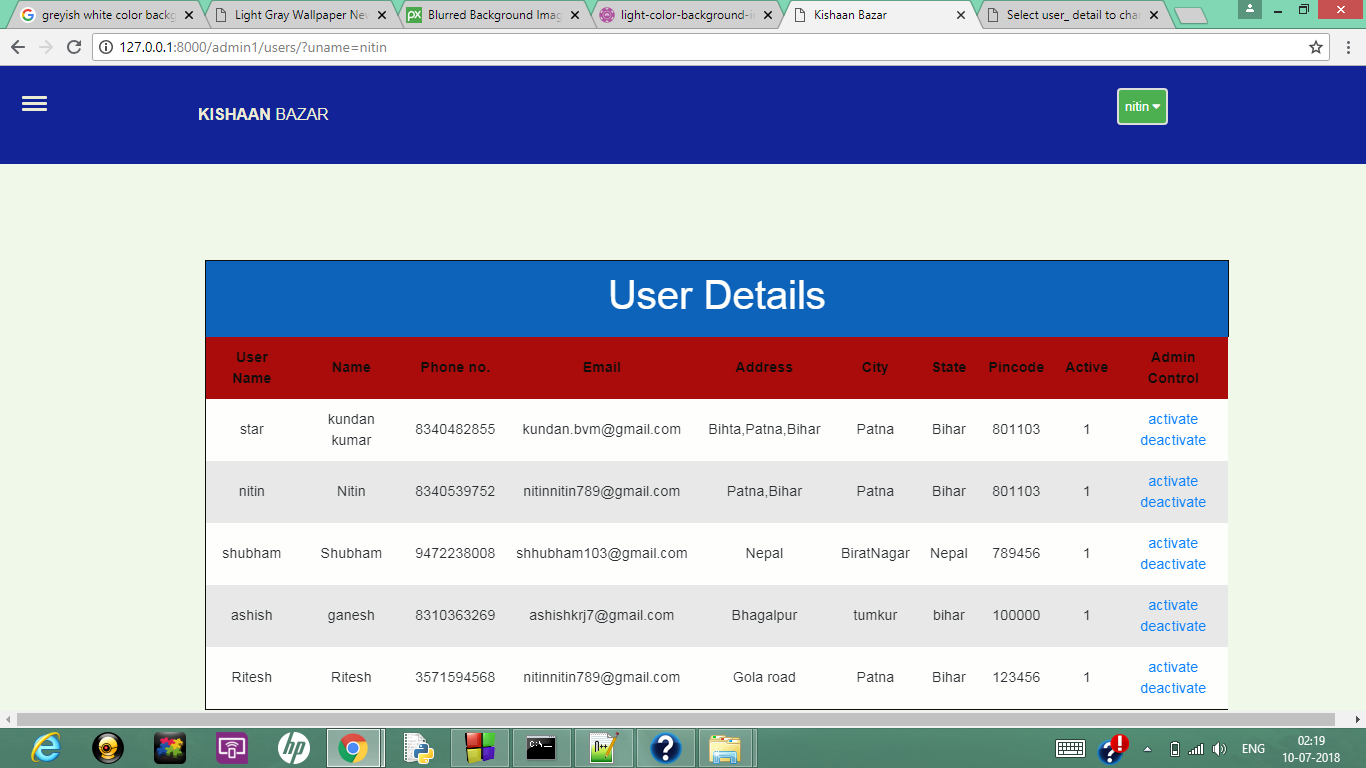 greyish white color backg
Light Gray Wallpaper Nev
px Blurred Background Imag
light-color-background-i
Kishaan Bazar
Select user_ detail to cha
127.0.0.1:8000/admin1/users/?uname=nitin
KISHAAN BAZAR
nitin
User Details
User Name Name Phone no. Email Address City State Pincode Active Admin Control
star kundan kumar 8340482855 kundan.bvm@gmail.com Bihta,Patna,Bihar Patna Bihar 801103 1 activate deactivate
nitin Nitin 8340539752 nitinnitin789@gmail.com Patna,Bihar Patna Bihar 801103 1 activate deactivate
shubham Shubham 9472238008 shhubham103@gmail.com Nepal BiratNagar Nepal 789456 1 activate deactivate
ashish ganesh 8310363269 ashishkrj7@gmail.com Bhagalpur tumkur bihar 100000 1 activate deactivate
Ritesh Ritesh 3571594568 nitinnitin789@gmail.com Gola road Patna Bihar 123456 1 activate deactivate
hp
ENG
02:19
10-07-2018